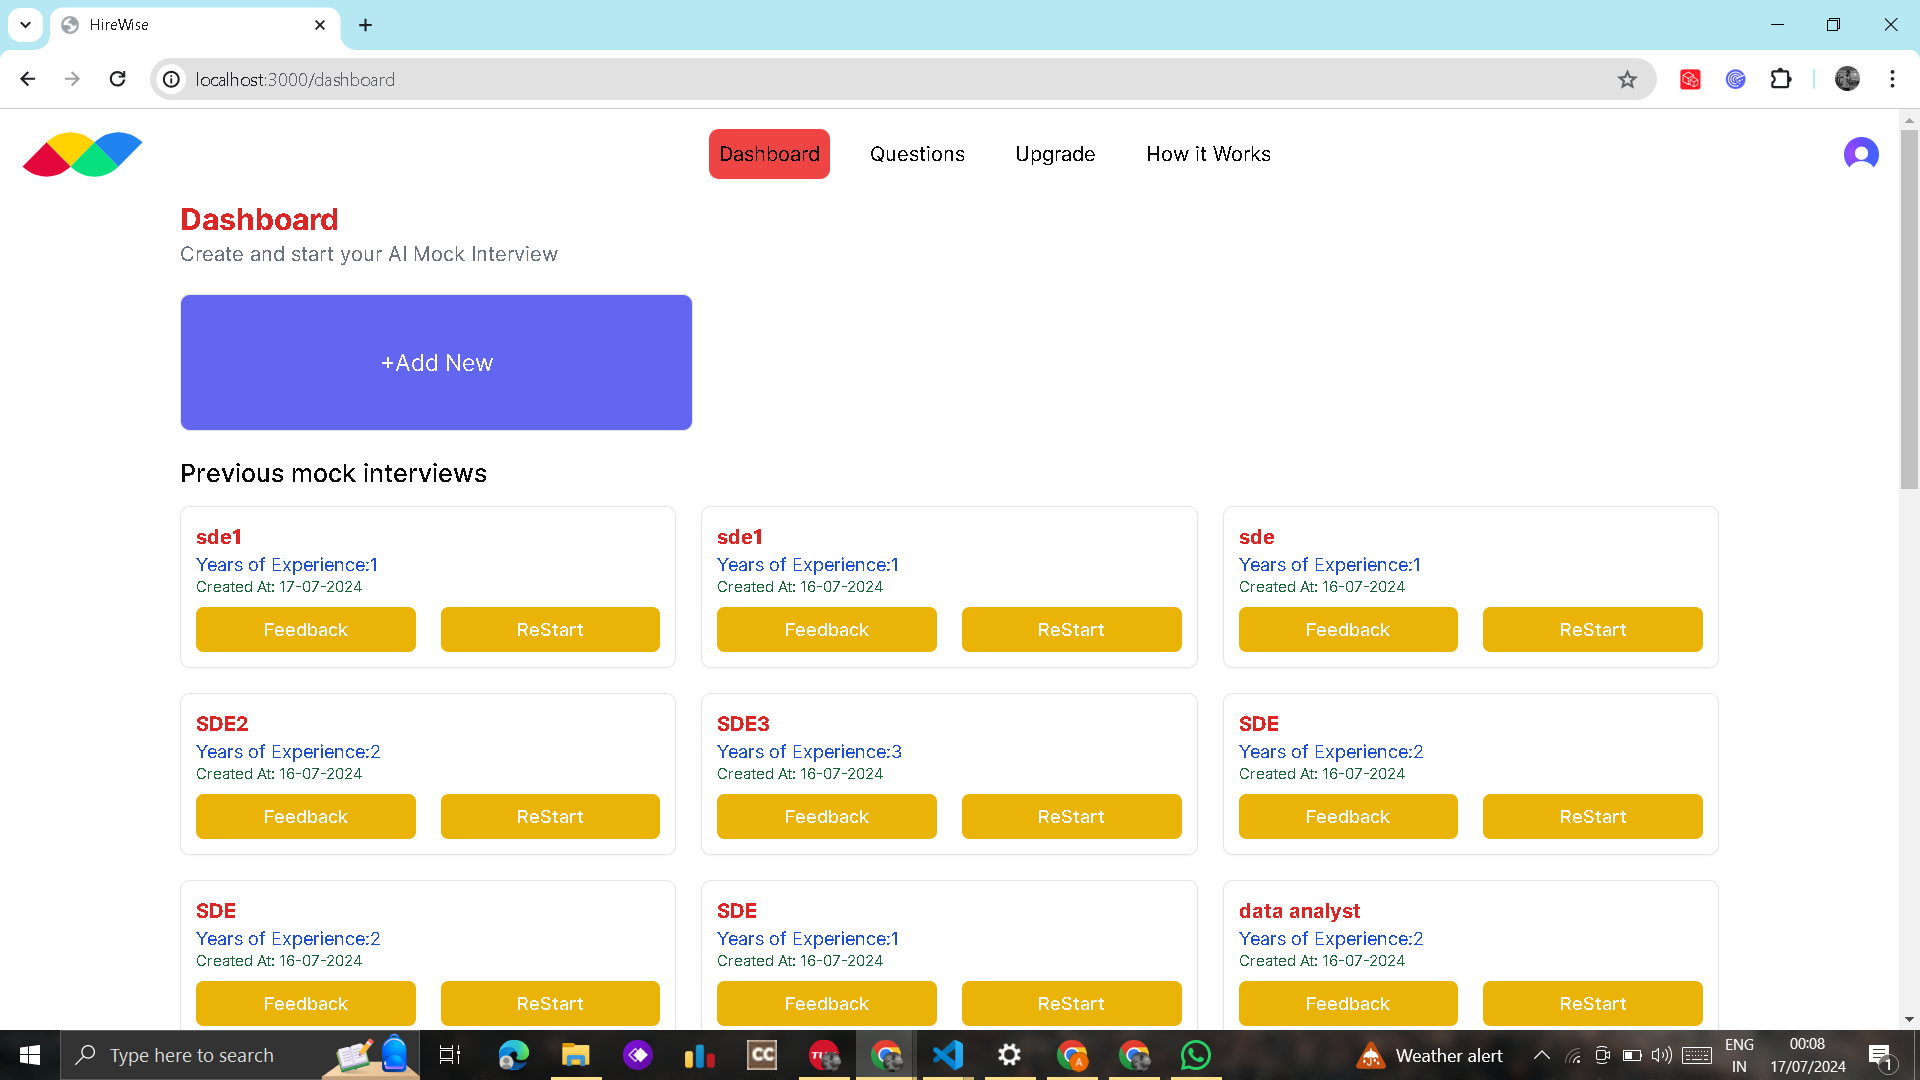 HireWise
localhost:3000/dashboard
Dashboard
Questions
Upgrade
How it Works
Dashboard
Create and start your AI Mock Interview
+Add New
Previous mock interviews
sde1
Years of Experience:1
Created At: 17-07-2024
Feedback
ReStart
sde1
Years of Experience:1
Created At: 16-07-2024
Feedback
ReStart
sde
Years of Experience:1
Created At: 16-07-2024
Feedback
ReStart
SDE2
Years of Experience:2
Created At: 16-07-2024
Feedback
ReStart
SDE3
Years of Experience:3
Created At: 16-07-2024
Feedback
ReStart
SDE
Years of Experience:2
Created At: 16-07-2024
Feedback
ReStart
SDE
Years of Experience:2
Created At: 16-07-2024
Feedback
ReStart
SDE
Years of Experience:1
Created At: 16-07-2024
Feedback
ReStart
data analyst
Years of Experience:2
Created At: 16-07-2024
Feedback
ReStart
Type here to search
CC
A
Weather alert
ENG
IN
00:08
17/07/2024
1